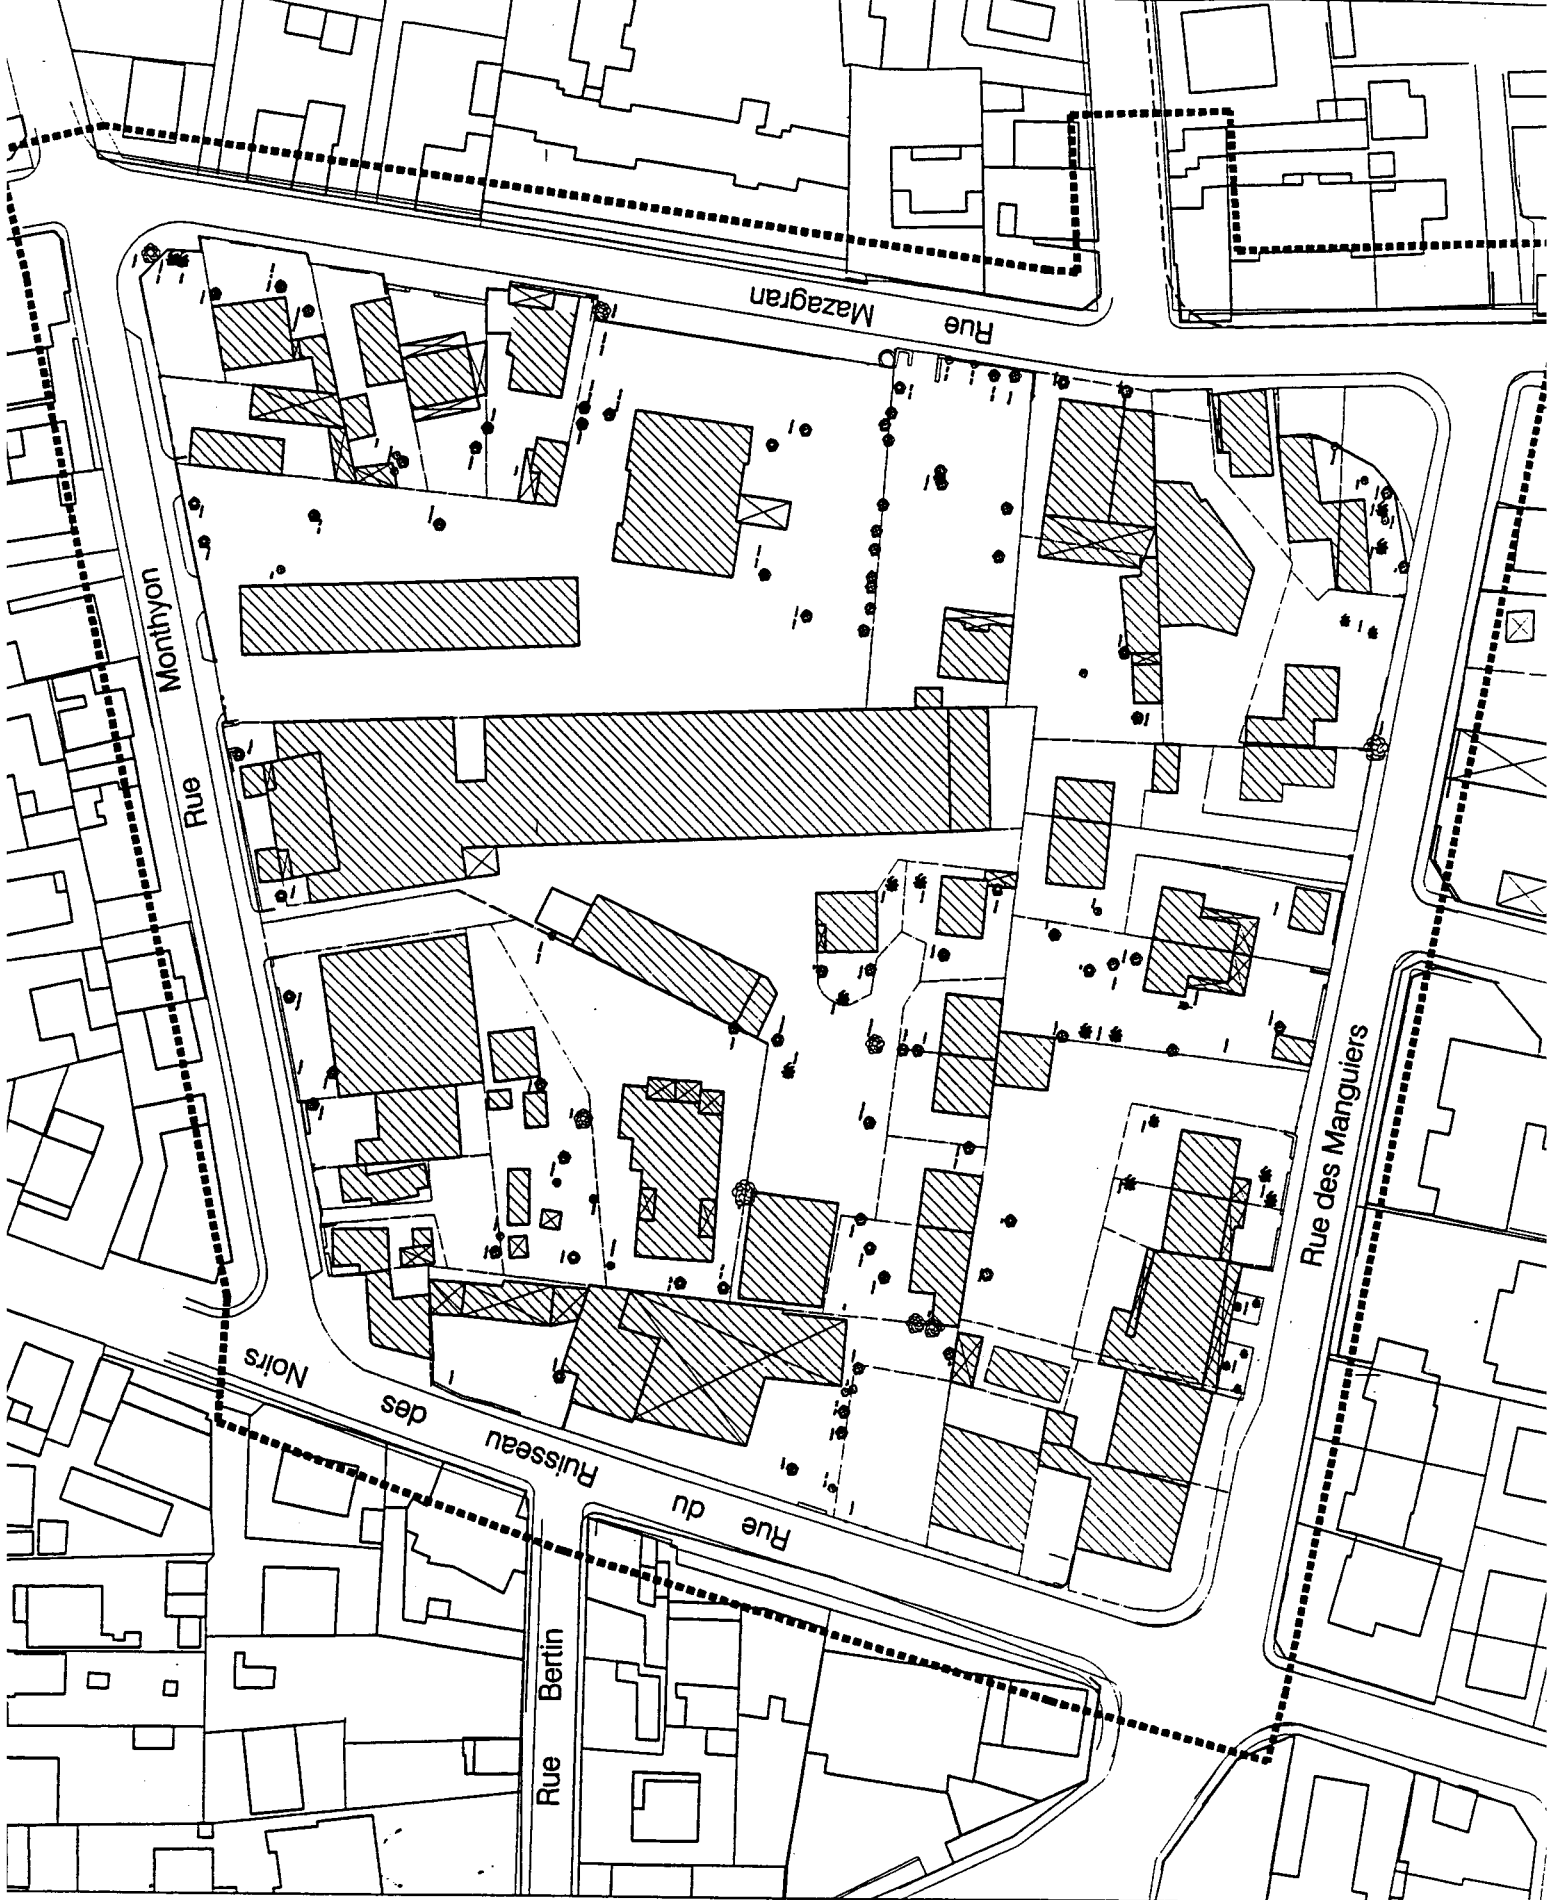 Rue Mazagran
Rue Monthyon
Rue des Manguiers
Rue du Ruisseau des Noirs
Rue Bertin